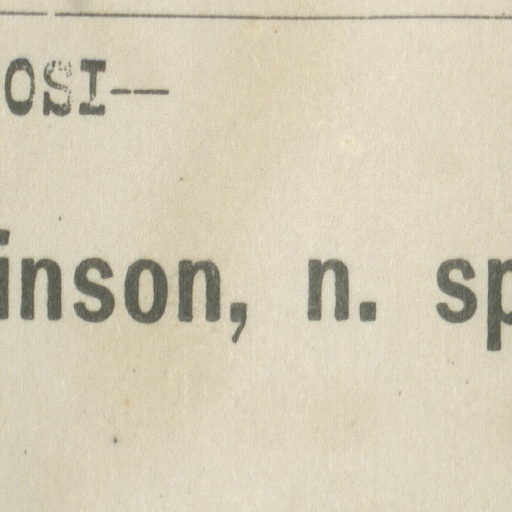 OSI--
inson, n. sp